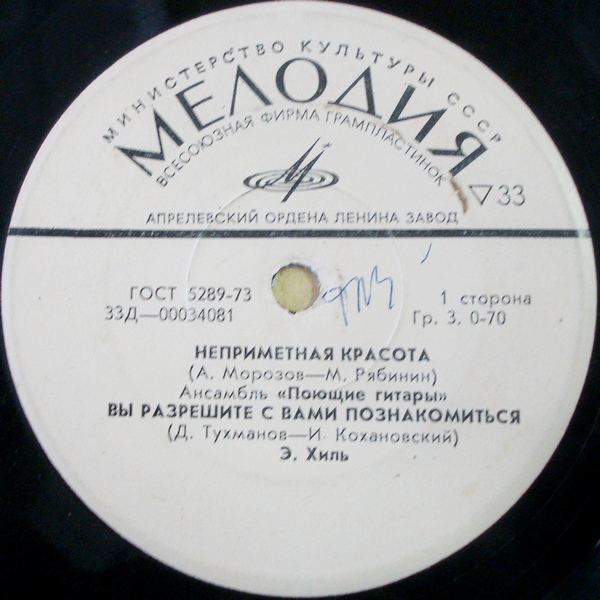 МИНИСТЕРСТВО КУЛЬТУРЫ СССР
МЕЛОДИЯ
ВСЕСОЮЗНАЯ ФИРМА ГРАМПЛАСТИНОК
33
АПРЕЛЕВСКИЙ ОРДЕНА ЛЕНИНА ЗАВОД
ГОСТ 5289-73
33Д—00034081
1 сторона
Гр. 3. 0-70
НЕПРИМЕТНАЯ КРАСОТА
(А. Морозов—М. Рябинин)
Ансамбль «Поющие гитары»
ВЫ РАЗРЕШИТЕ С ВАМИ ПОЗНАКОМИТЬСЯ
(Д. Тухманов—И. Кохановский)
Э. Хиль